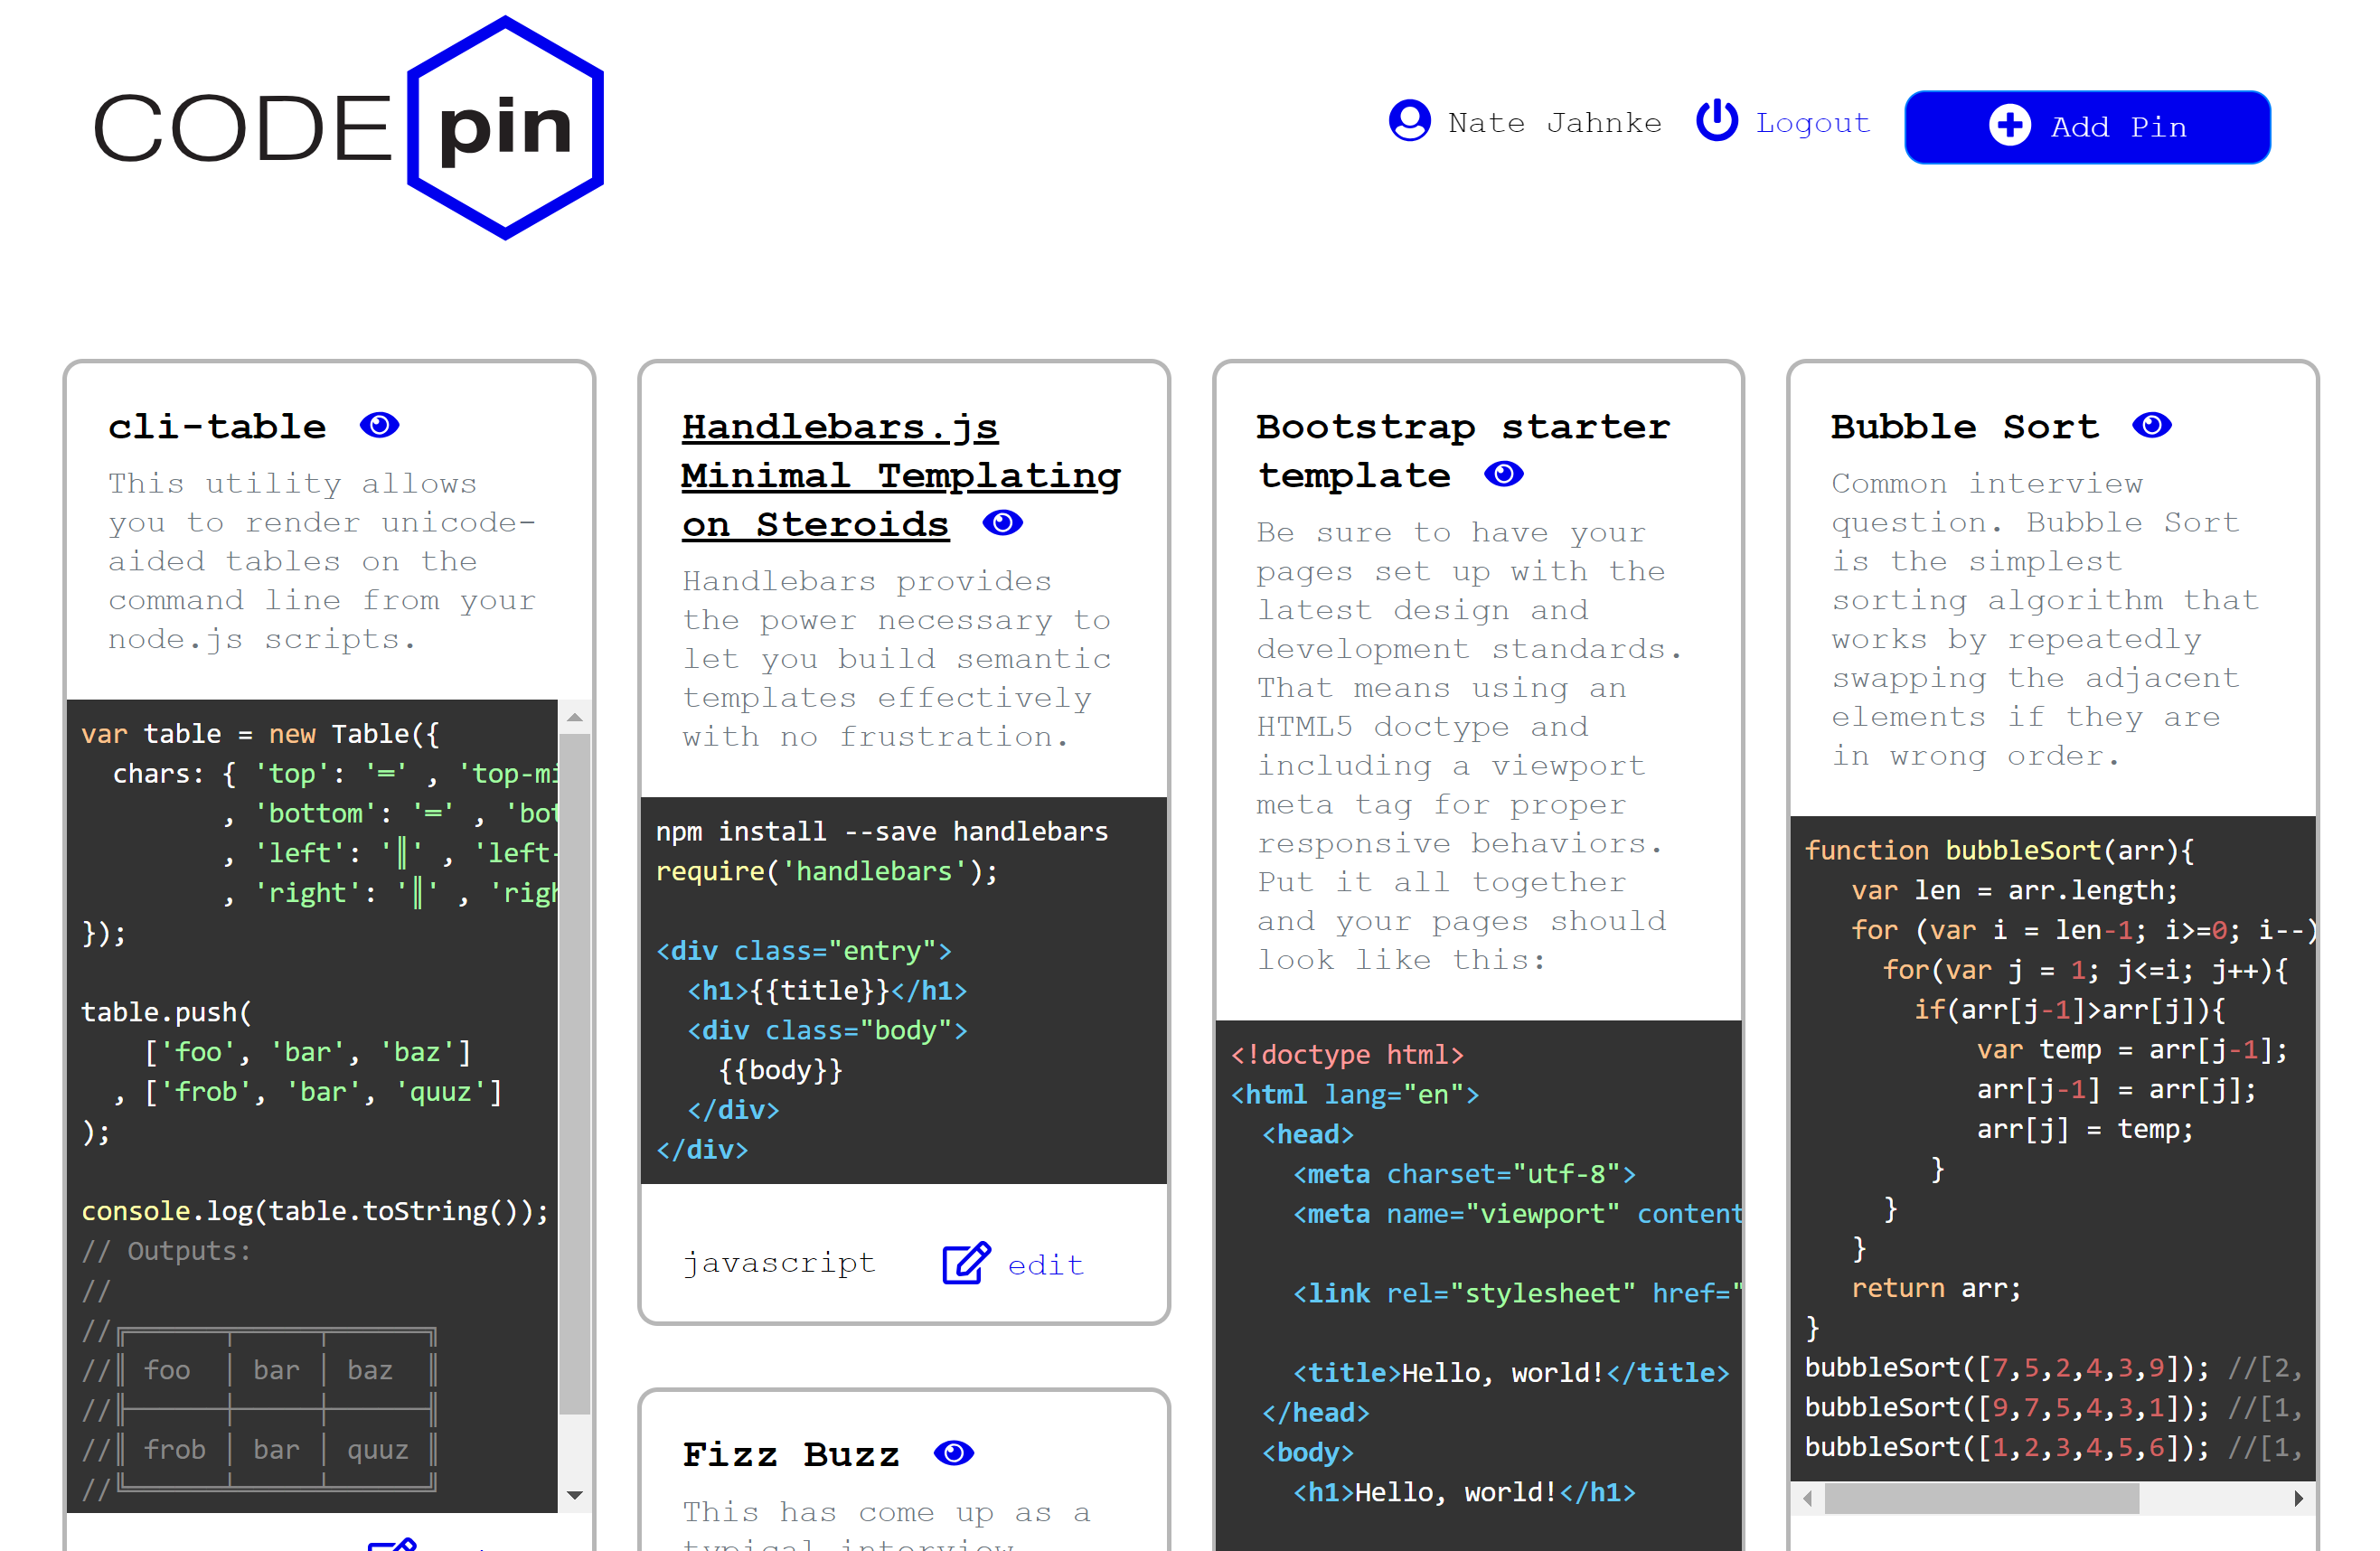 CODE pin
Nate Jahnke Logout Add Pin
cli-table
This utility allows
you to render unicode-
aided tables on the
command line from your
node.js scripts.
var table = new Table({
  chars: { 'top': '═' , 'top-mi
         , 'bottom': '═' , 'bot
         , 'left': '║' , 'left-
         , 'right': '║' , 'righ
});
table.push(
    ['foo', 'bar', 'baz']
  , ['frob', 'bar', 'quuz']
);
console.log(table.toString());
// Outputs:
//
//╔══════╤═════╤══════╗
//║ foo  │ bar │ baz  ║
//╟──────┼─────┼──────╢
//║ frob │ bar │ quuz ║
//╚══════╧═════╧══════╝
Handlebars.js
Minimal Templating
on Steroids
Handlebars provides
the power necessary to
let you build semantic
templates effectively
with no frustration.
npm install --save handlebars
require('handlebars');
<div class="entry">
  <h1>{{title}}</h1>
  <div class="body">
    {{body}}
  </div>
</div>
javascript edit
Fizz Buzz
This has come up as a
typical interview
Bootstrap starter
template
Be sure to have your
pages set up with the
latest design and
development standards.
That means using an
HTML5 doctype and
including a viewport
meta tag for proper
responsive behaviors.
Put it all together
and your pages should
look like this:
<!doctype html>
<html lang="en">
  <head>
    <meta charset="utf-8">
    <meta name="viewport" content
    <link rel="stylesheet" href="
    <title>Hello, world!</title>
  </head>
  <body>
    <h1>Hello, world!</h1>
Bubble Sort
Common interview
question. Bubble Sort
is the simplest
sorting algorithm that
works by repeatedly
swapping the adjacent
elements if they are
in wrong order.
function bubbleSort(arr){
   var len = arr.length;
   for (var i = len-1; i>=0; i--)
     for(var j = 1; j<=i; j++){
       if(arr[j-1]>arr[j]){
           var temp = arr[j-1];
           arr[j-1] = arr[j];
           arr[j] = temp;
        }
     }
   }
   return arr;
}
bubbleSort([7,5,2,4,3,9]); //[2,
bubbleSort([9,7,5,4,3,1]); //[1,
bubbleSort([1,2,3,4,5,6]); //[1,